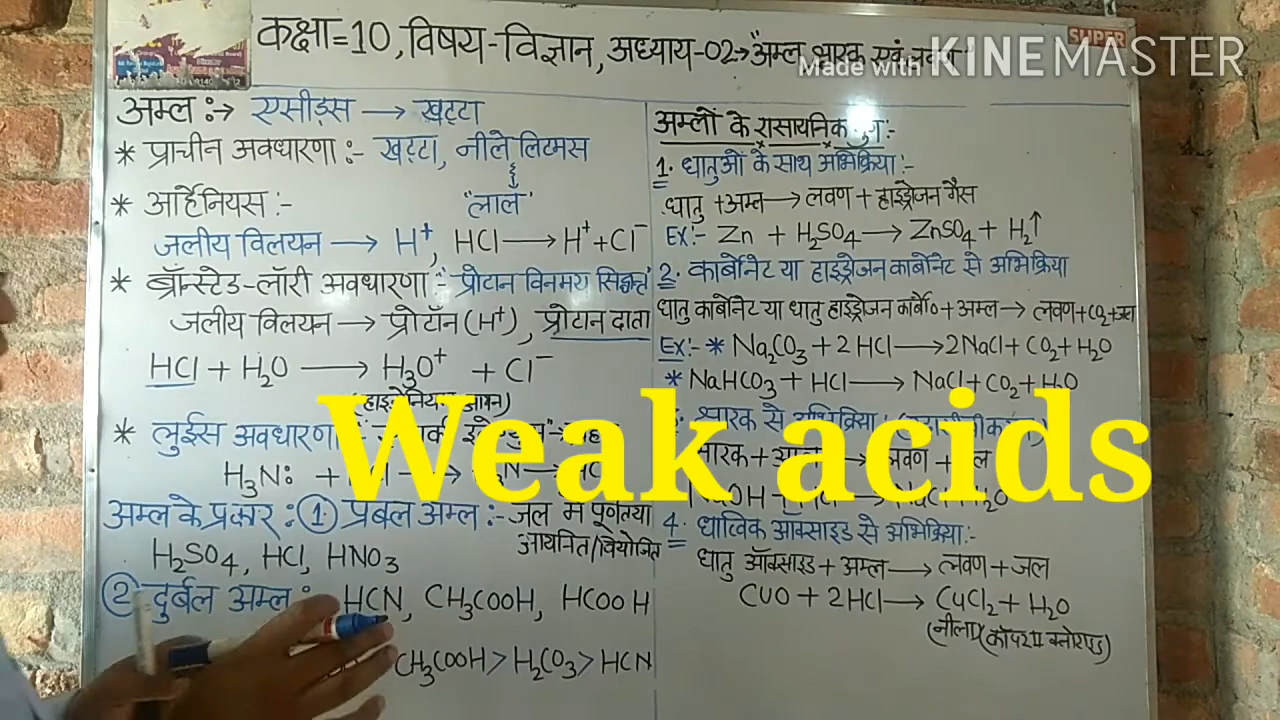 कक्षा=10, विषय-विज्ञान, अध्याय-02→"अम्ल क्षारक एवं लवण"
SUPER
Made with KINEMASTER
अम्ल :→ एसीड्स → खट्टा
* प्राचीन अवधारणा :- खट्टा, नीले लिटमस
"लाल"
* आर्हेनियस :-
जलीय विलयन → H⁺, HCl → H⁺ + Cl⁻
* ब्रॉन्स्टेड-लॉरी अवधारणा :- "प्रोटान विनमय सिद्धान्त"
जलीय विलयन → प्रोटॉन (H⁺), प्रोटान दाता
HCl + H₂O → H₃O⁺ + Cl⁻
* लुईस अवधारणा
H₃N: +
अम्ल के प्रकार : ① प्रबल अम्ल :- जल में पूर्णतया
आयनित/वियोजित
H₂SO₄, HCl, HNO₃
② दुर्बल अम्ल : HCN, CH₃COOH, HCOOH
CH₃COOH > H₂CO₃ > HCN
अम्लों के रासायनिक गुण :-
1. धातुओं के साथ अभिक्रिया :-
धातु + अम्ल → लवण + हाइड्रोजन गैस
EX:- Zn + H₂SO₄ → ZnSO₄ + H₂↑
2. कार्बोनेट या हाइड्रोजन कार्बोनेट से अभिक्रिया
धातु कार्बोनेट या धातु हाइड्रोजन कार्बो० + अम्ल → लवण + CO₂ + जल
EX:- * Na₂CO₃ + 2HCl → 2NaCl + CO₂ + H₂O
* NaHCO₃ + HCl → NaCl + CO₂ + H₂O
Weak acids
4. धात्विक ऑक्साइड से अभिक्रिया :-
धातु ऑक्साइड + अम्ल → लवण + जल
CuO + 2HCl → CuCl₂ + H₂O